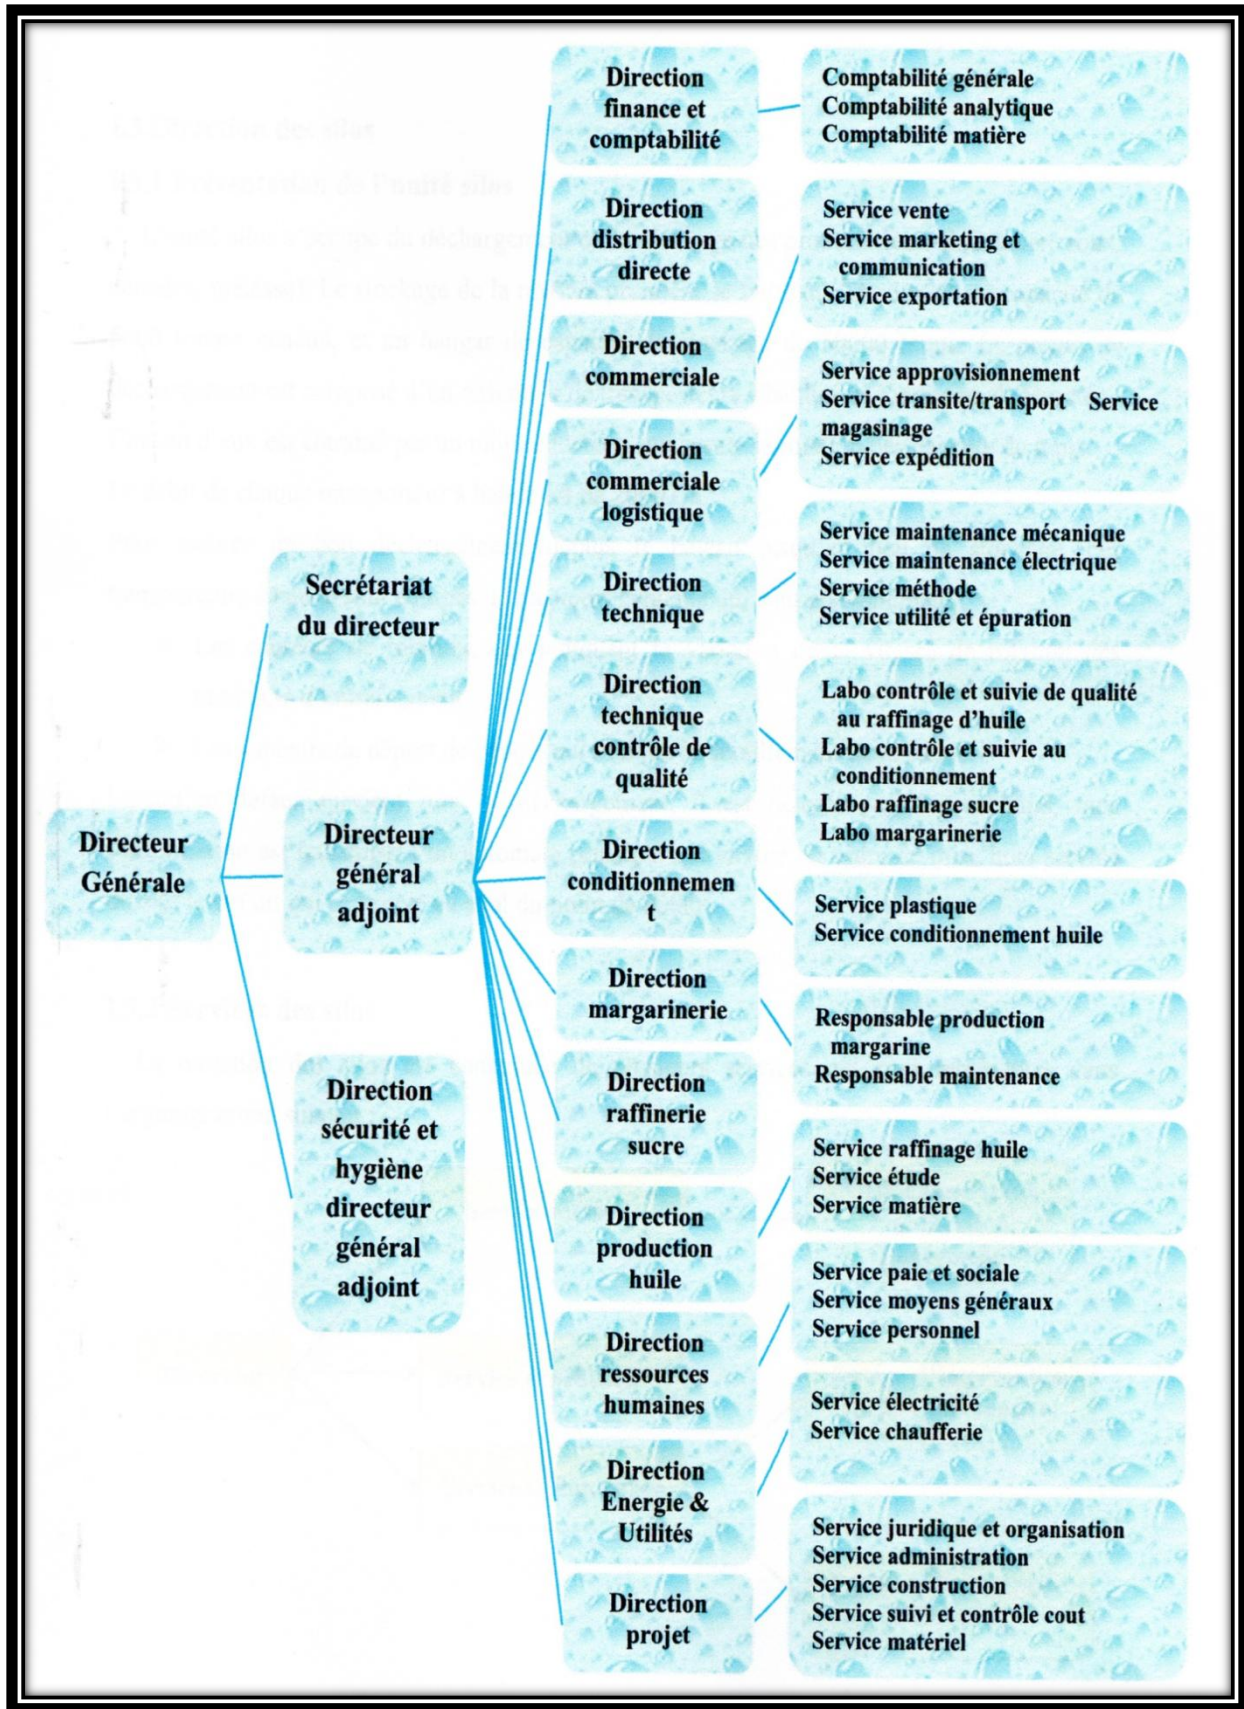 Directeur
Générale
Secrétariat
du directeur
Directeur
général
adjoint
Direction
sécurité et
hygiène
directeur
général
adjoint
Direction
finance et
comptabilité
Comptabilité générale
Comptabilité analytique
Comptabilité matière
Direction
distribution
directe
Direction
commerciale
Service vente
Service marketing et
communication
Service exportation
Direction
commerciale
logistique
Service approvisionnement
Service transite/transport Service
magasinage
Service expédition
Direction
technique
Service maintenance mécanique
Service maintenance électrique
Service méthode
Service utilité et épuration
Direction
technique
contrôle de
qualité
Labo contrôle et suivie de qualité
au raffinage d’huile
Labo contrôle et suivie au
conditionnement
Labo raffinage sucre
Labo margarinerie
Direction
conditionnemen
t
Service plastique
Service conditionnement huile
Direction
margarinerie
Responsable production
margarine
Responsable maintenance
Direction
raffinerie
sucre
Direction
production
huile
Service raffinage huile
Service étude
Service matière
Direction
ressources
humaines
Service paie et sociale
Service moyens généraux
Service personnel
Direction
Energie &
Utilités
Service électricité
Service chaufferie
Direction
projet
Service juridique et organisation
Service administration
Service construction
Service suivi et contrôle cout
Service matériel